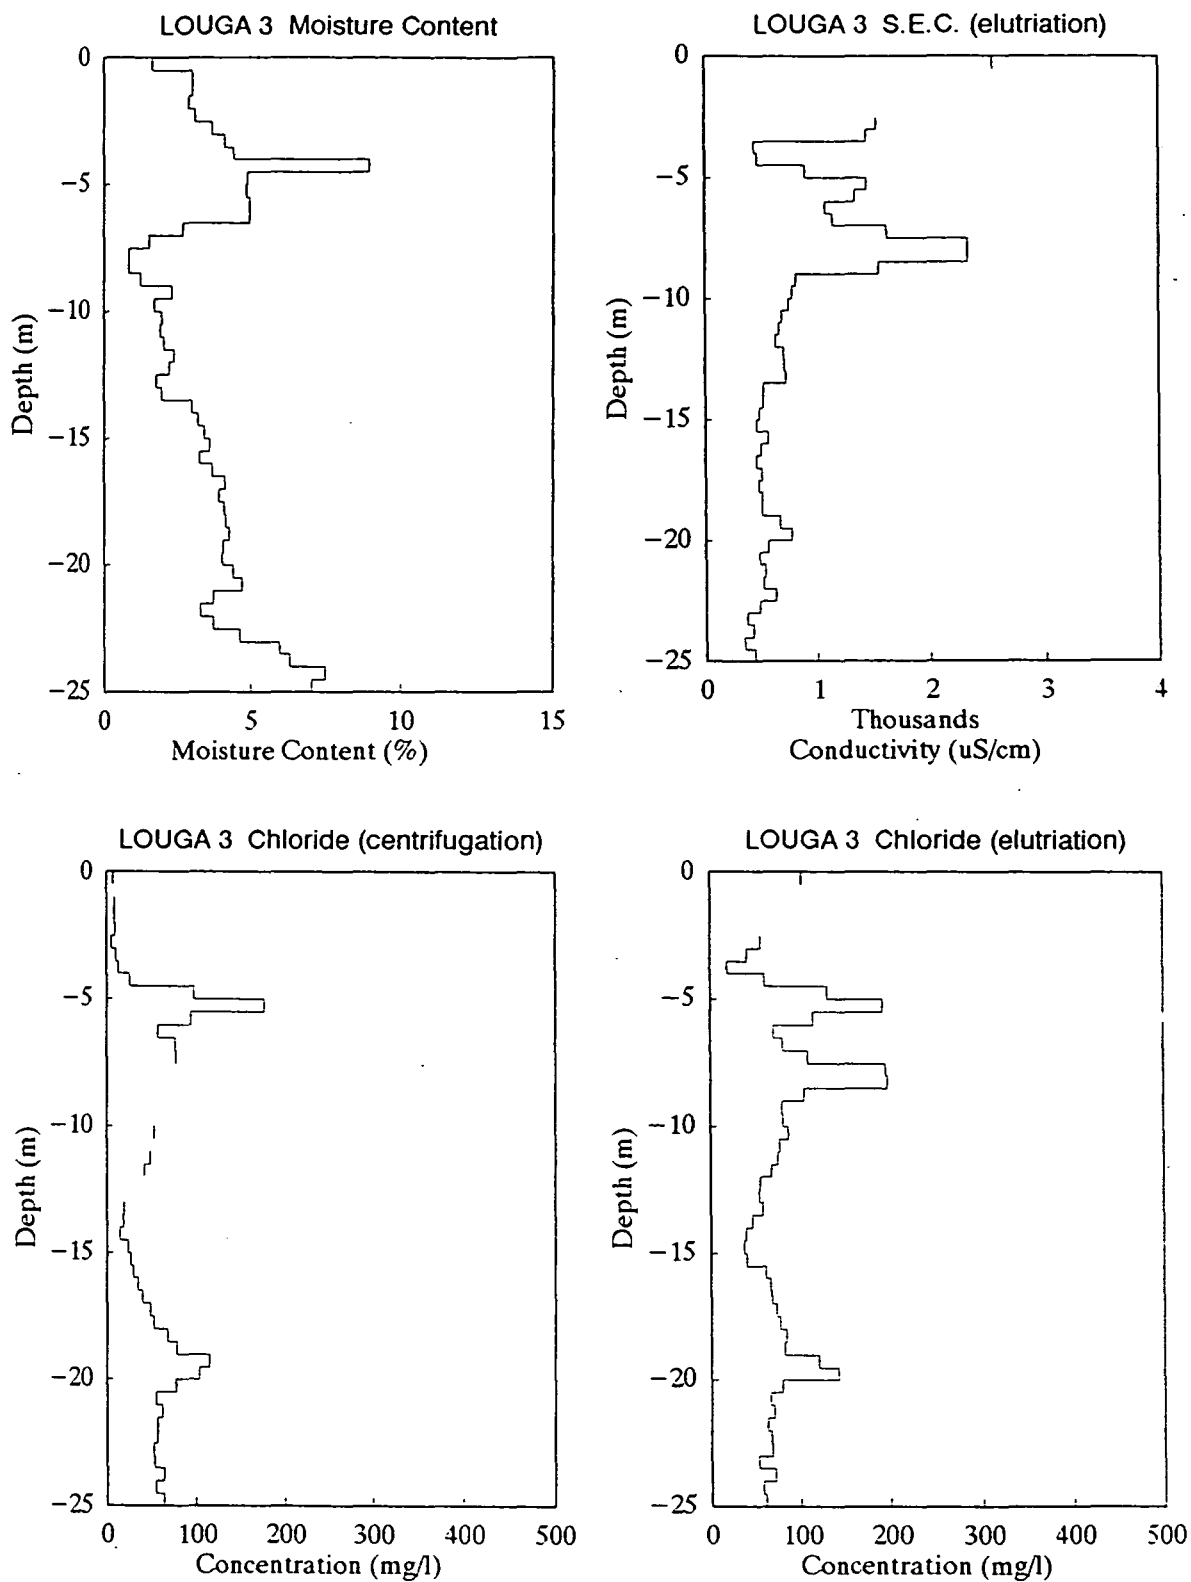 LOUGA 3 Moisture Content
0
−5
−10
−15
−20
−25
Depth (m)
0 5 10 15
Moisture Content (%)
LOUGA 3 S.E.C. (elutriation)
0
−5
−10
−15
−20
−25
Depth (m)
0 1 2 3 4
Thousands
Conductivity (uS/cm)
LOUGA 3 Chloride (centrifugation)
0
−5
−10
−15
−20
−25
Depth (m)
0 100 200 300 400 500
Concentration (mg/l)
LOUGA 3 Chloride (elutriation)
0
−5
−10
−15
−20
−25
Depth (m)
0 100 200 300 400 500
Concentration (mg/l)